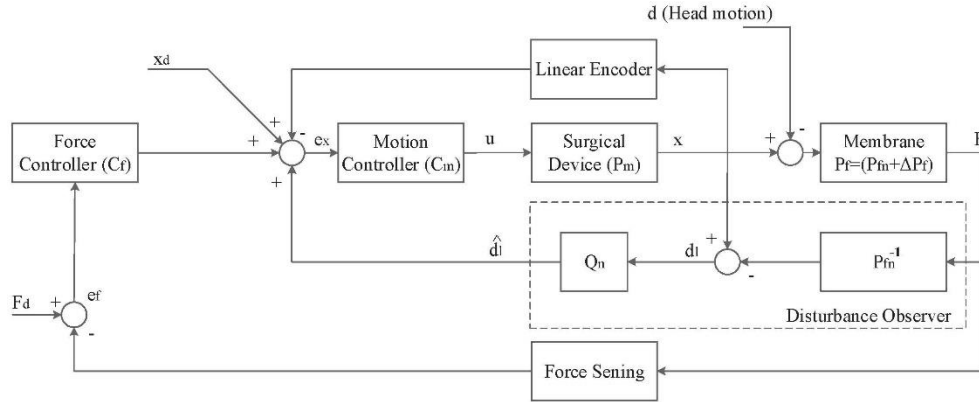 d (Head motion)
xd
Linear Encoder
+
-
-
Force
Controller (Cf)
+
ex
Motion
Controller (Cm)
u
Surgical
Device (Pm)
x
+
Membrane
Pf=(Pfn+ΔPf)
F
+
d̂l
Qn
dl
+
-
Pfn-1
Disturbance Observer
Fd
+
ef
-
Force Sening